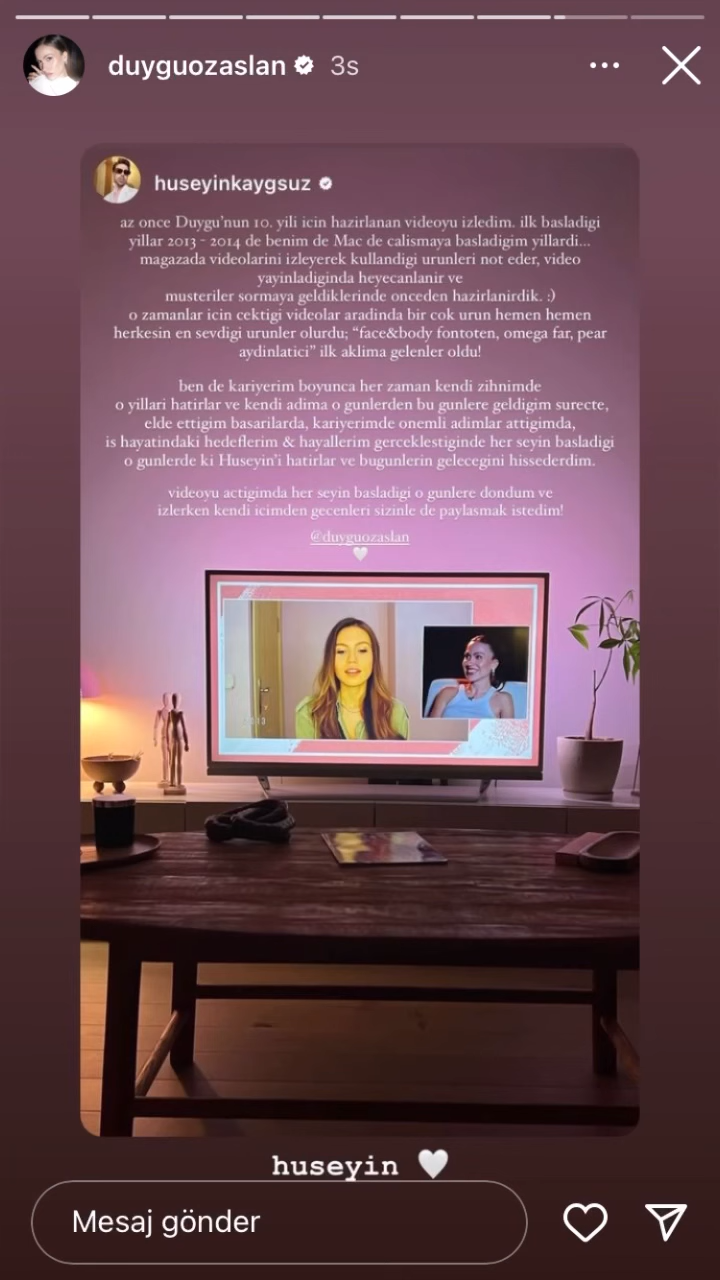 duyguozaslan 3s
huseyinkaygsuz
az once Duygu'nun 10. yili icin hazirlanan videoyu izledim. ilk basladigi
yillar 2013 - 2014 de benim de Mac de calismaya basladigim yillardi...
magazada videolarini izleyerek kullandigi urunleri not eder, video
yayinladiginda heyecanlanir ve
musteriler sormaya geldiklerinde onceden hazirlanirdik. :)
o zamanlar icin cektigi videolar aradinda bir cok urun hemen hemen
herkesin en sevdigi urunler olurdu; “face&body fontoten, omega far, pear
aydinlatici” ilk aklima gelenler oldu!
ben de kariyerim boyunca her zaman kendi zihnimde
o yillari hatirlar ve kendi adima o gunlerden bu gunlere geldigim surecte,
elde ettigim basarilarda, kariyerimde onemli adimlar attigimda,
is hayatindaki hedeflerim & hayallerim gerceklestiginde her seyin basladigi
o gunlerde ki Huseyin'i hatirlar ve bugunlerin gelecegini hissederdim.
videoyu actigimda her seyin basladigi o gunlere dondum ve
izlerken kendi icimden gecenleri sizinle de paylasmak istedim!
@duyguozaslan
🤍
huseyin 🤍
Mesaj gönder